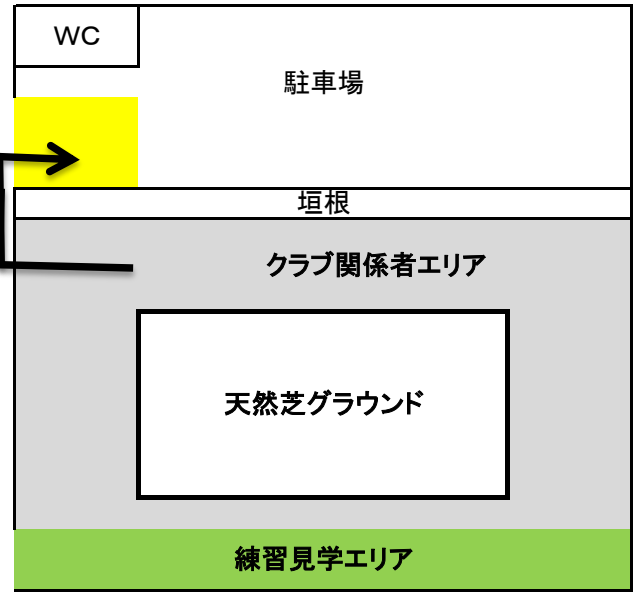 WC
駐車場
垣根
クラブ関係者エリア
天然芝グラウンド
練習見学エリア